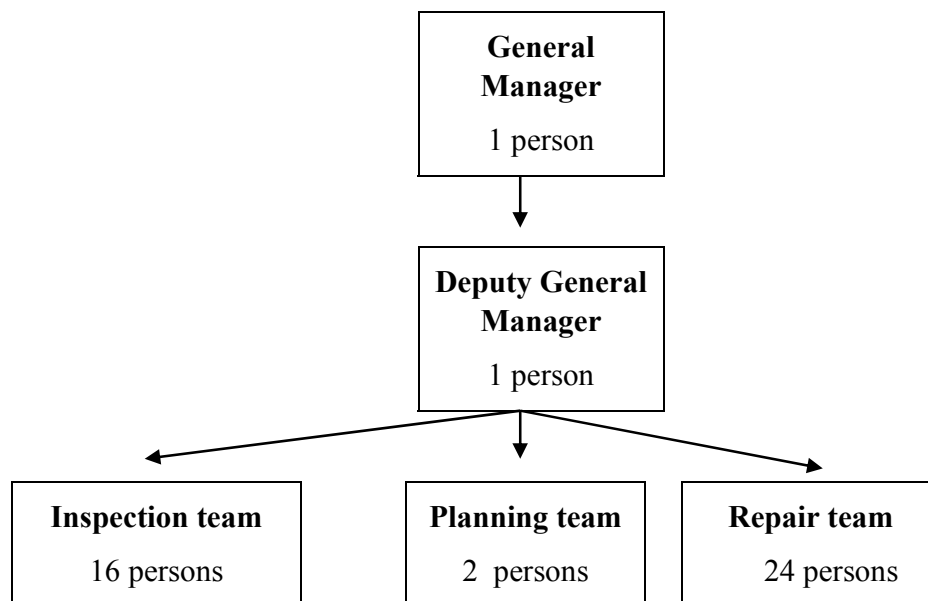 General
Manager
1 person
Deputy General
Manager
1 person
Inspection team
16 persons
Planning team
2 persons
Repair team
24 persons